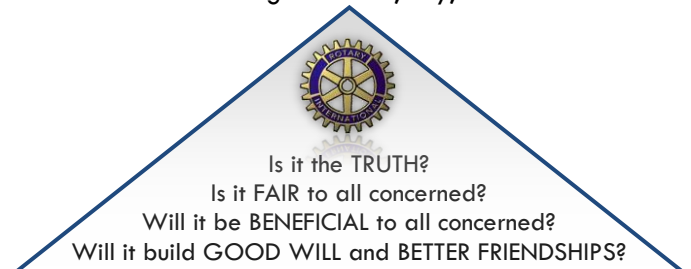 ROTARY
INTERNATIONAL
Is it the TRUTH?
Is it FAIR to all concerned?
Will it be BENEFICIAL to all concerned?
Will it build GOOD WILL and BETTER FRIENDSHIPS?